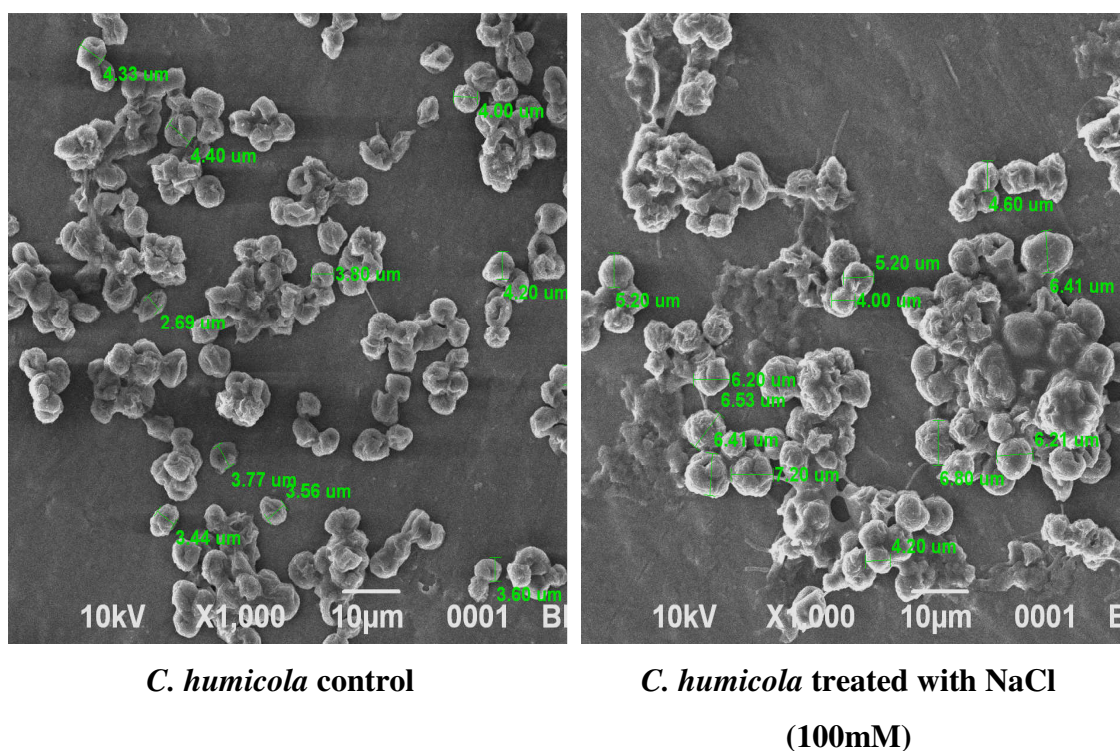 4.33 um
4.80 um
4.40 um
3.80 um
4.20 um
2.69 um
3.77 um
3.56 um
3.44 um
3.60 um
10kV X1,000 10µm 0001
4.60 um
5.20 um
6.41 um
5.20 um
4.00 um
6.20 um
6.53 um
6.41 um
6.21 um
7.20 um
6.80 um
4.20 um
10kV X1,000 10µm 0001
C. humicola control
C. humicola treated with NaCl
(100mM)